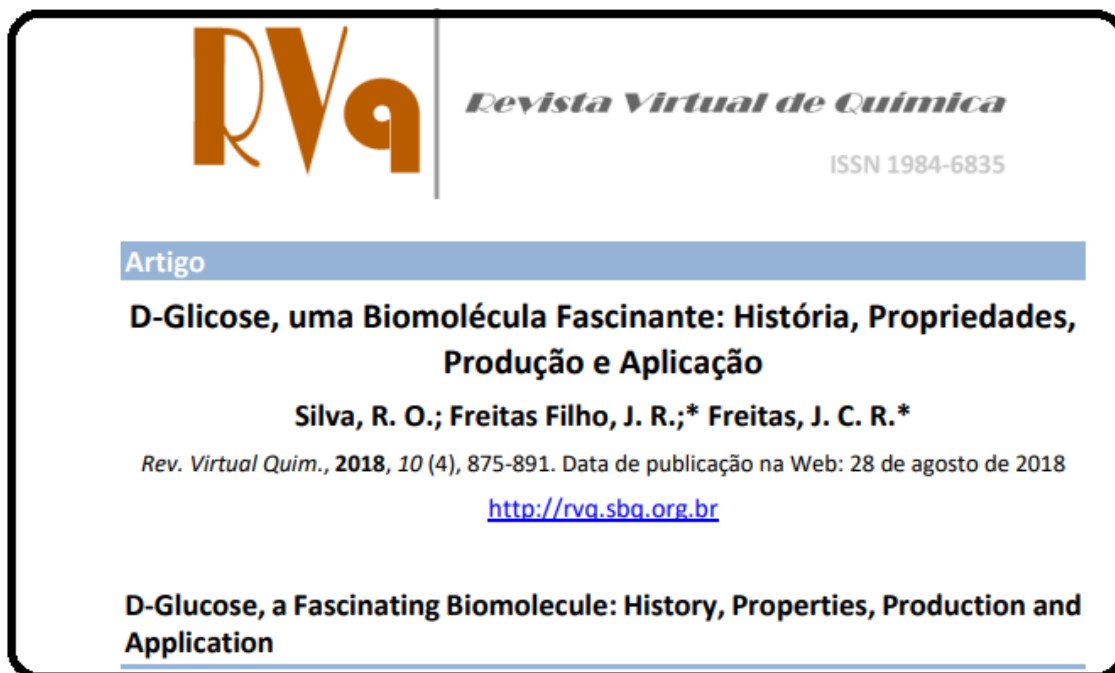 RVq
Revista Virtual de Química
ISSN 1984-6835
Artigo
D-Glicose, uma Biomolécula Fascinante: História, Propriedades,
Produção e Aplicação
Silva, R. O.; Freitas Filho, J. R.;* Freitas, J. C. R.*
Rev. Virtual Quim., 2018, 10 (4), 875-891. Data de publicação na Web: 28 de agosto de 2018
http://rvq.sbq.org.br
D-Glucose, a Fascinating Biomolecule: History, Properties, Production and
Application